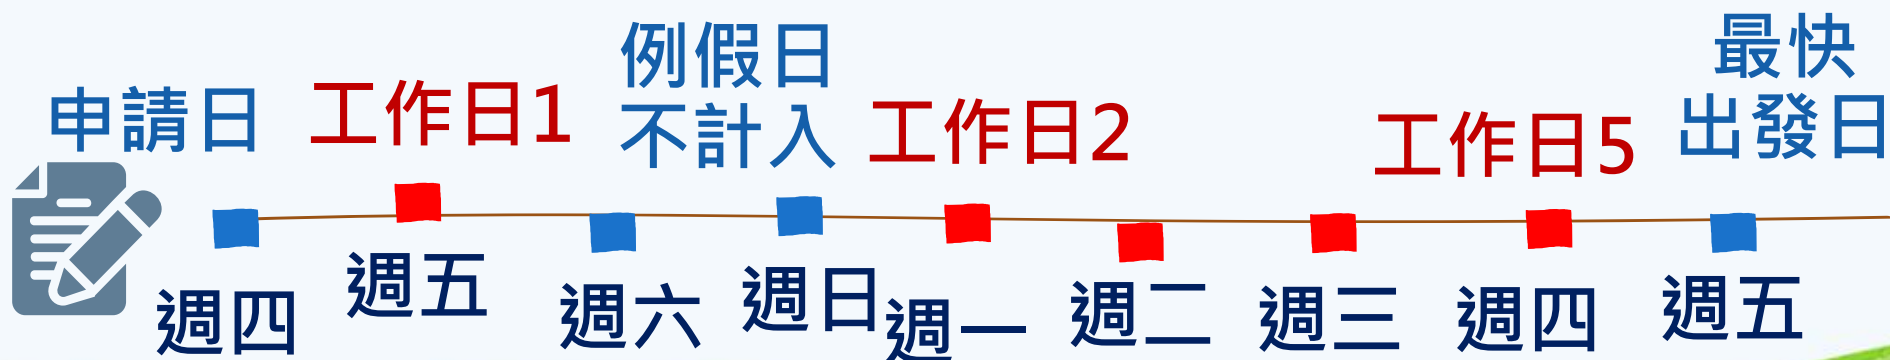 申請日
工作日1
例假日
不計入
工作日2
工作日5
最快
出發日
週四
週五
週六
週日
週一
週二
週三
週四
週五